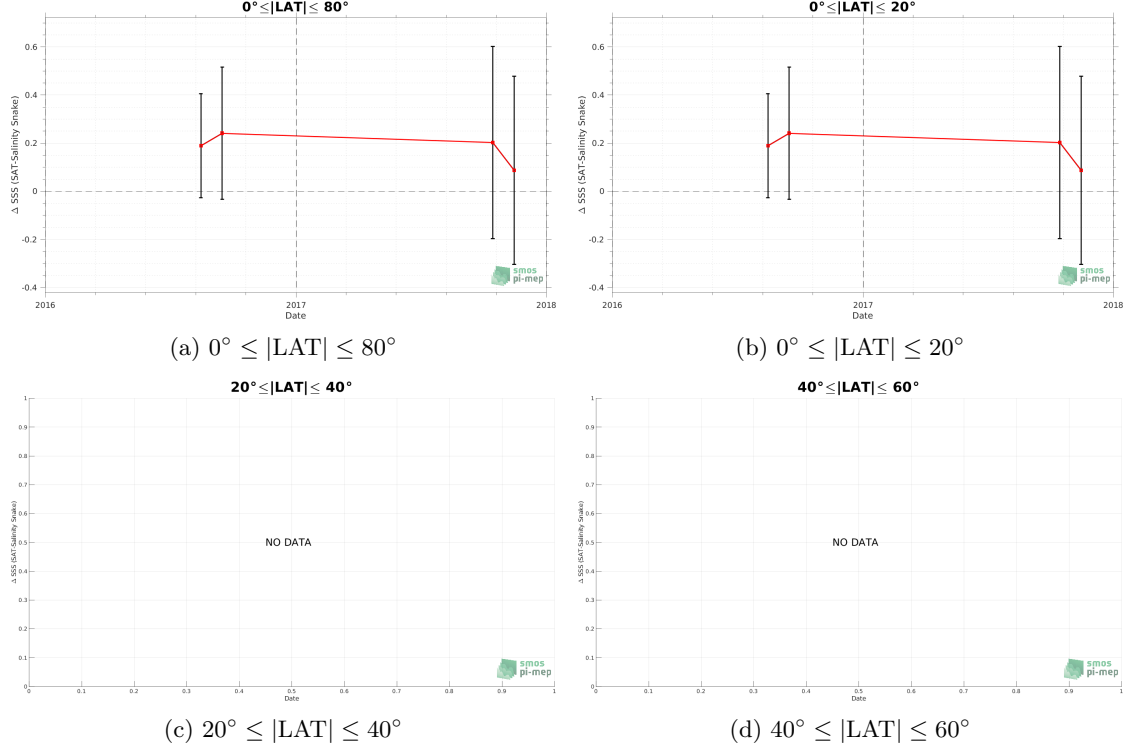 0°≤|LAT|≤ 80°
Δ SSS (SAT-Salinity Snake)
0.6
0.4
0.2
0
-0.2
-0.4
2016
2017
2018
Date
smos
pi-mep
(a) 0° ≤ |LAT| ≤ 80°
0°≤|LAT|≤ 20°
Δ SSS (SAT-Salinity Snake)
0.6
0.4
0.2
0
-0.2
-0.4
2016
2017
2018
Date
smos
pi-mep
(b) 0° ≤ |LAT| ≤ 20°
20°≤|LAT|≤ 40°
Δ SSS (SAT-Salinity Snake)
1
0.9
0.8
0.7
0.6
0.5
0.4
0.3
0.2
0.1
0
NO DATA
0 0.1 0.2 0.3 0.4 0.5 0.6 0.7 0.8 0.9 1
Date
smos
pi-mep
(c) 20° ≤ |LAT| ≤ 40°
40°≤|LAT|≤ 60°
Δ SSS (SAT-Salinity Snake)
1
0.9
0.8
0.7
0.6
0.5
0.4
0.3
0.2
0.1
0
NO DATA
0 0.1 0.2 0.3 0.4 0.5 0.6 0.7 0.8 0.9 1
Date
smos
pi-mep
(d) 40° ≤ |LAT| ≤ 60°